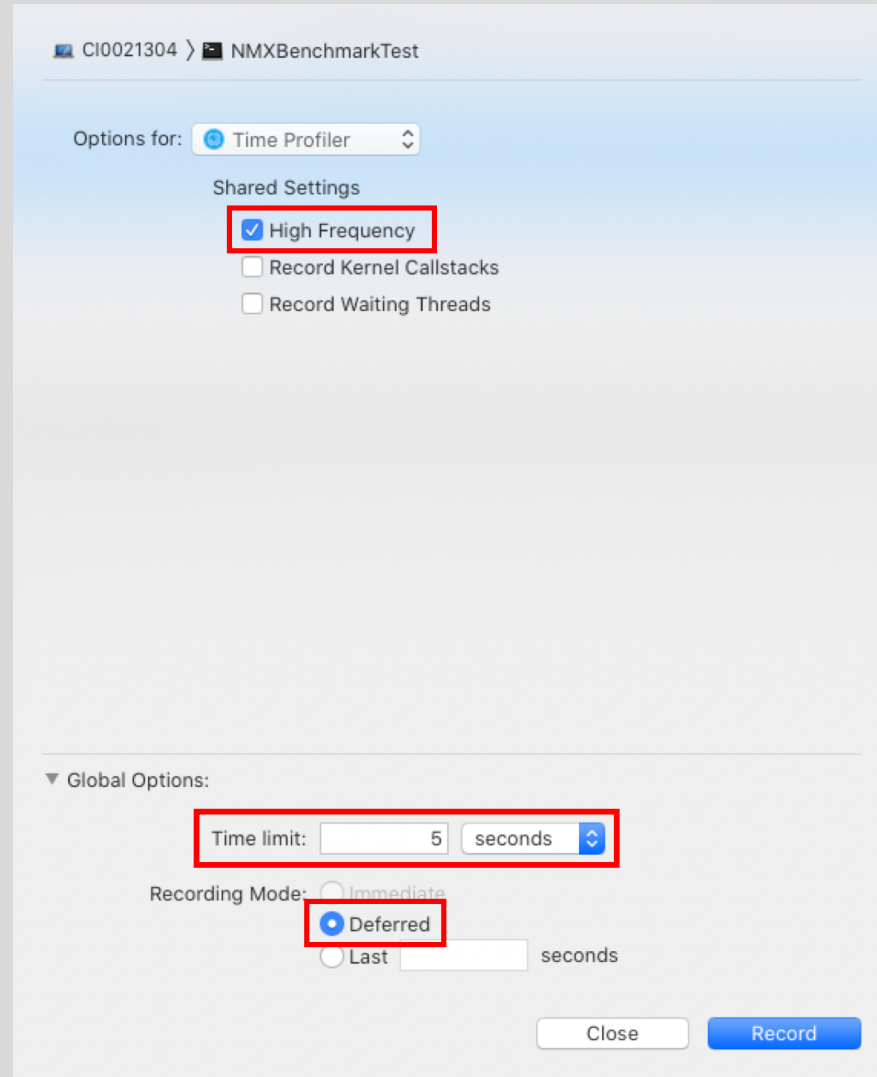 CI0021304 〉 NMXBenchmarkTest
Options for: Time Profiler
Shared Settings
High Frequency
Record Kernel Callstacks
Record Waiting Threads
Global Options:
Time limit: 5 seconds
Recording Mode: Immediate
Deferred
Last seconds
Close Record